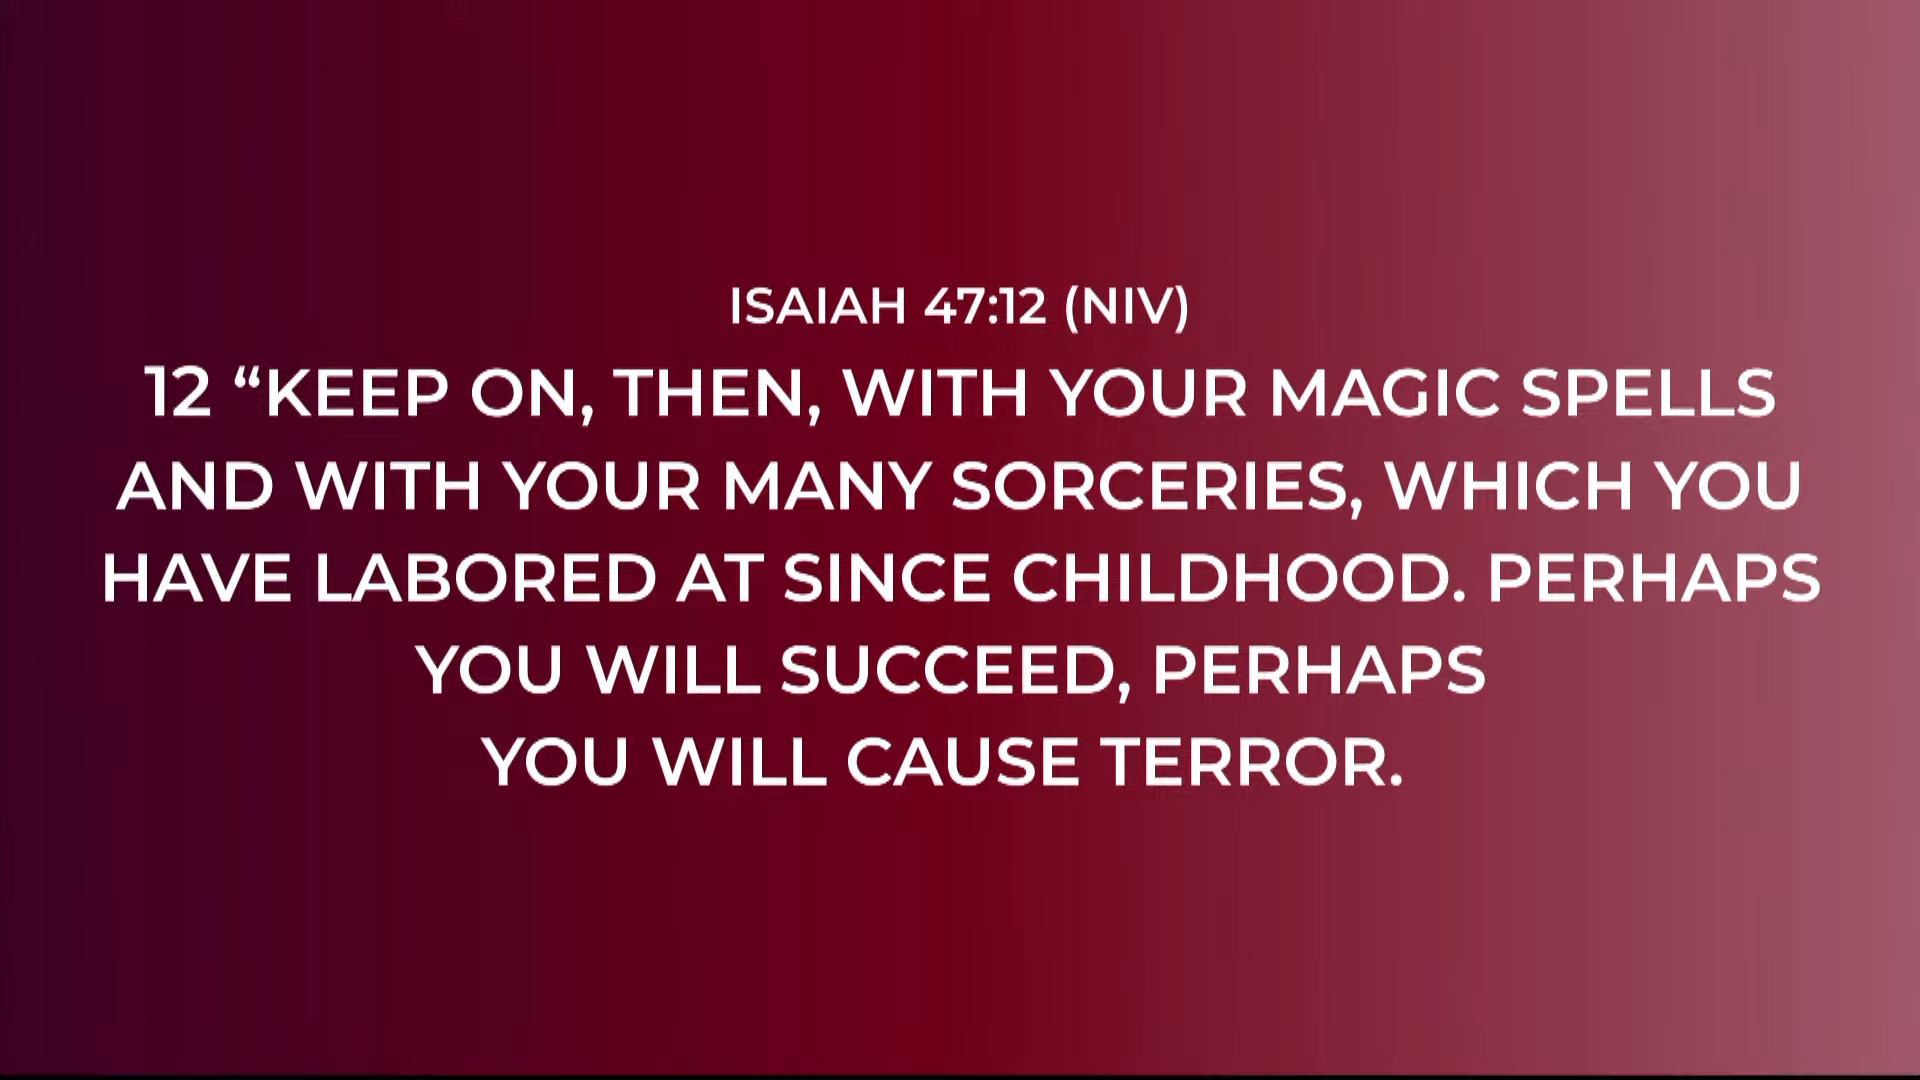 ISAIAH 47:12 (NIV)
12 “KEEP ON, THEN, WITH YOUR MAGIC SPELLS
AND WITH YOUR MANY SORCERIES, WHICH YOU
HAVE LABORED AT SINCE CHILDHOOD. PERHAPS
YOU WILL SUCCEED, PERHAPS
YOU WILL CAUSE TERROR.